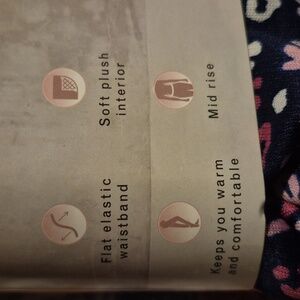 Soft plush
interior
Mid rise
Flat elastic
waistband
Keeps you warm
and comfortable